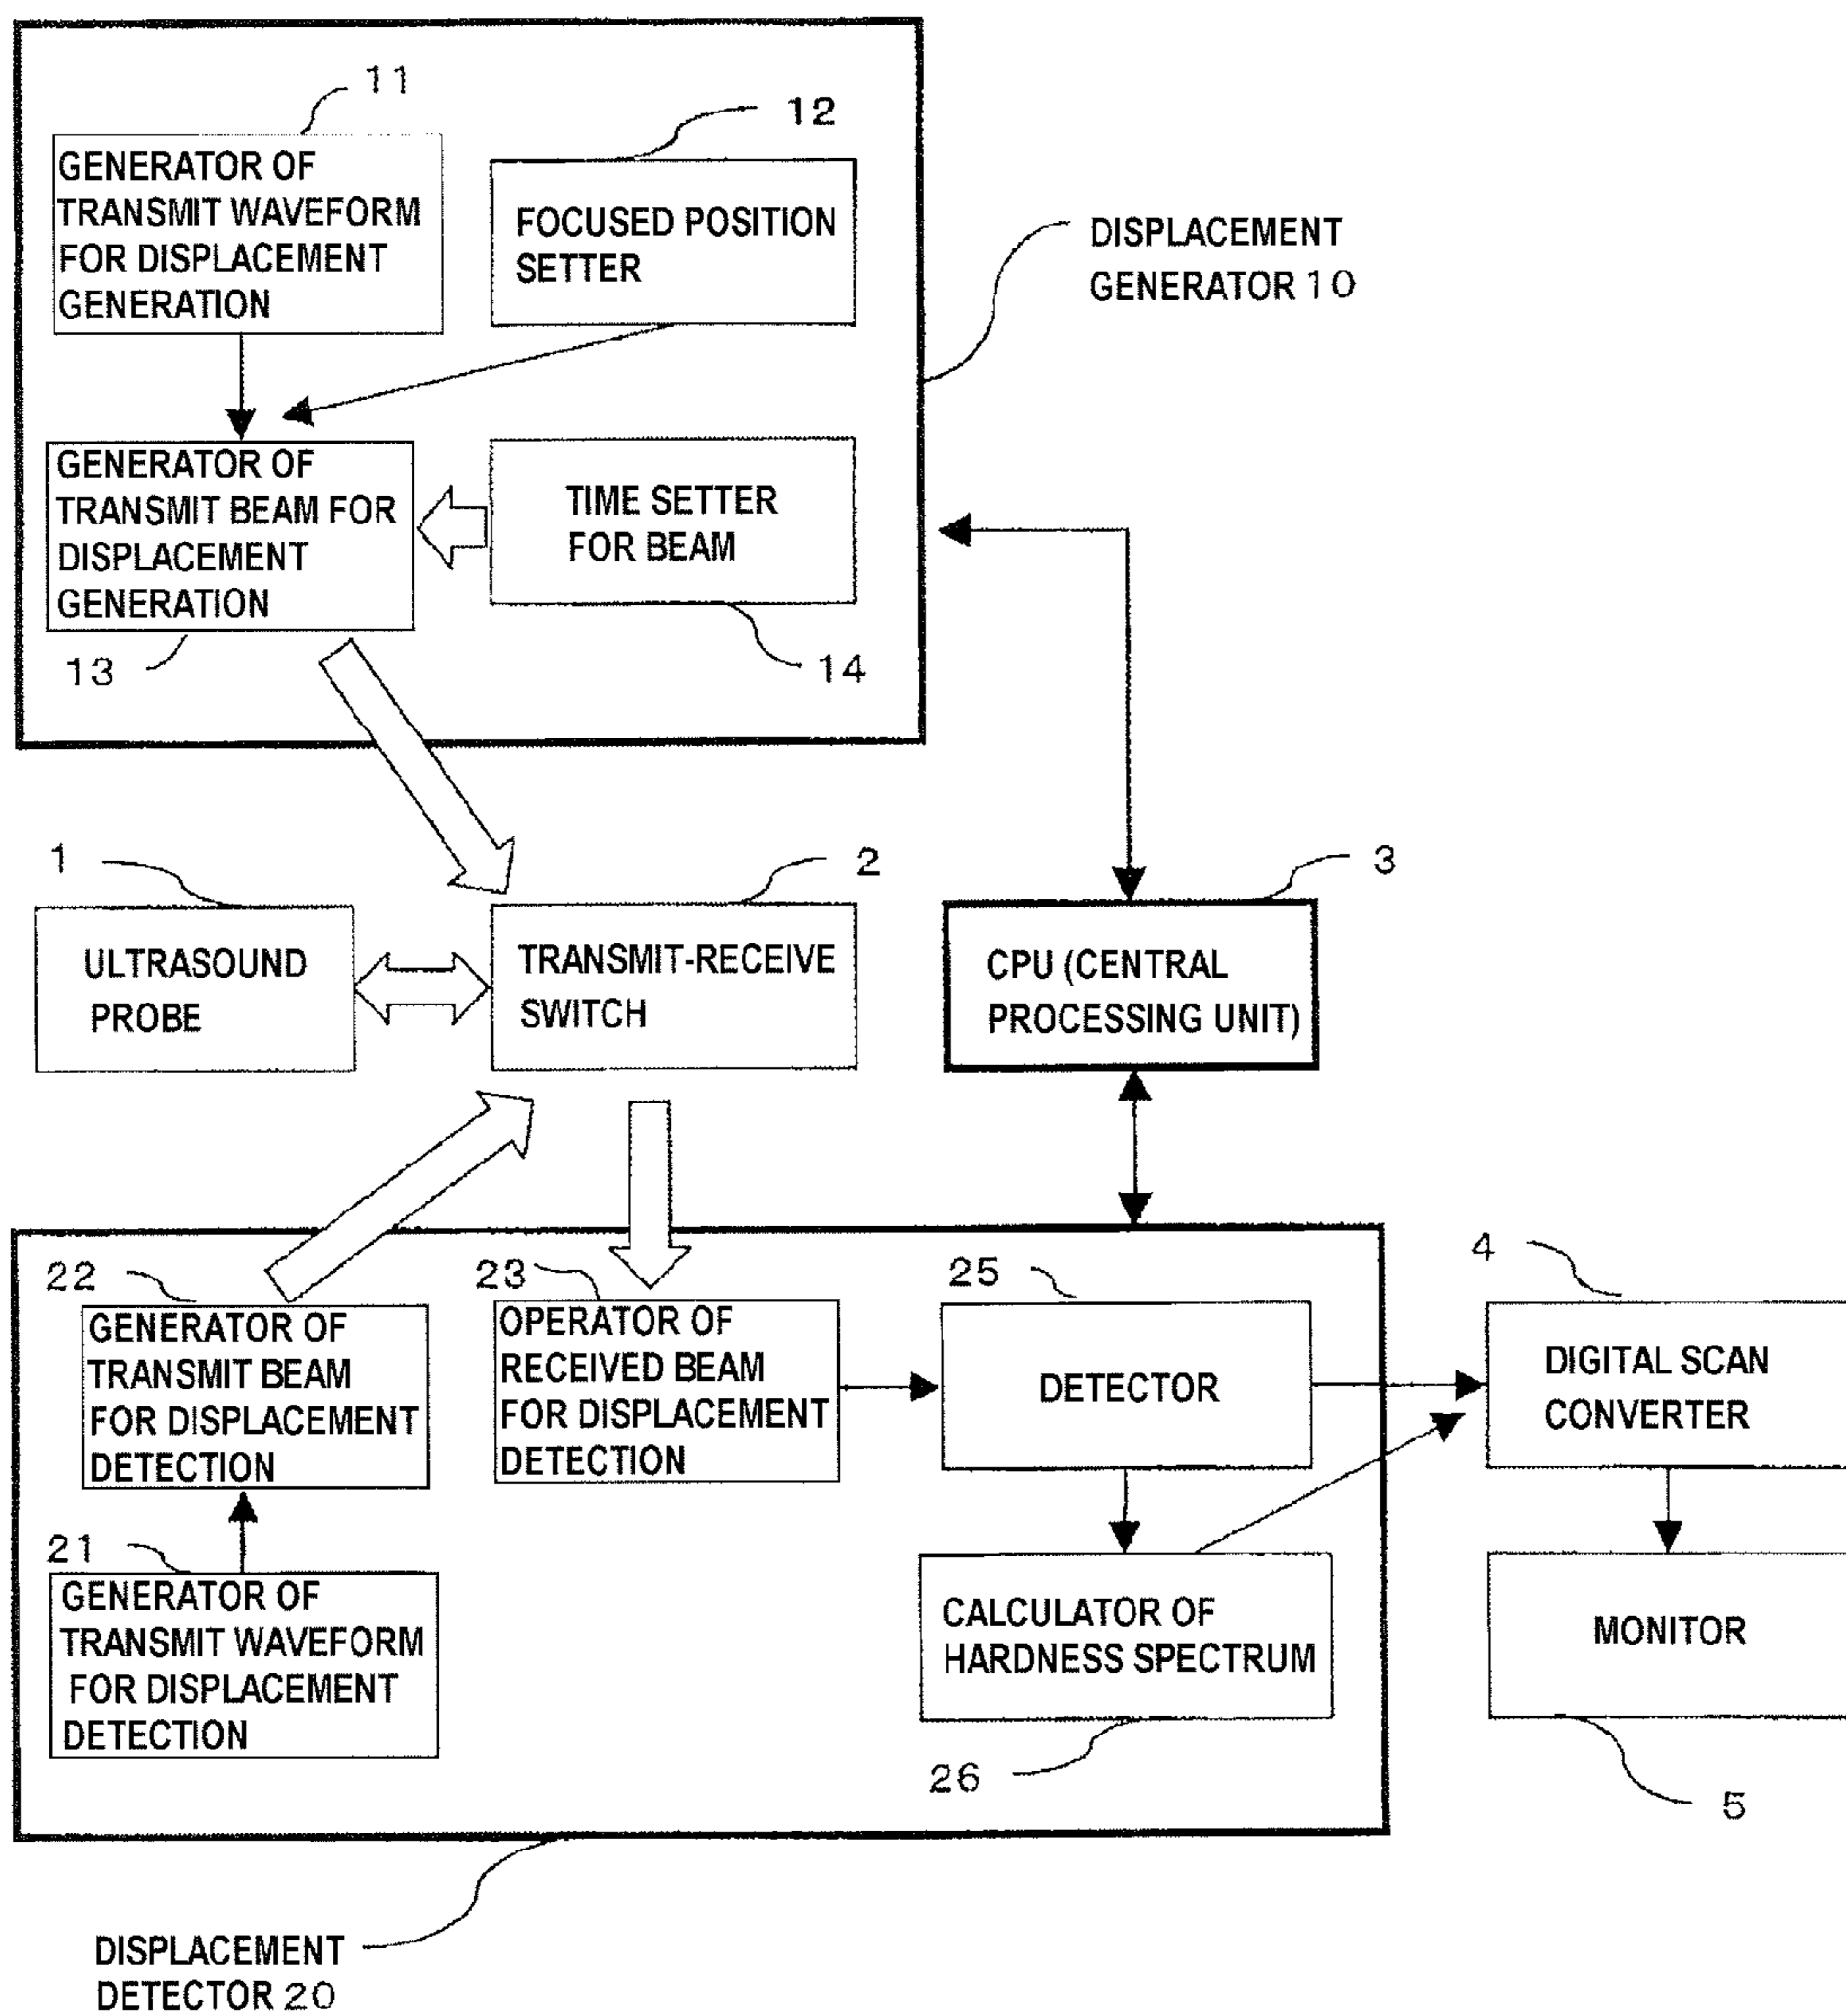 11
GENERATOR OF
TRANSMIT WAVEFORM
FOR DISPLACEMENT
GENERATION
12
FOCUSED POSITION
SETTER
DISPLACEMENT
GENERATOR 10
GENERATOR OF
TRANSMIT BEAM FOR
DISPLACEMENT
GENERATION
13
TIME SETTER
FOR BEAM
14
1
ULTRASOUND
PROBE
2
TRANSMIT-RECEIVE
SWITCH
3
CPU (CENTRAL
PROCESSING UNIT)
22
GENERATOR OF
TRANSMIT BEAM
FOR DISPLACEMENT
DETECTION
23
OPERATOR OF
RECEIVED BEAM
FOR DISPLACEMENT
DETECTION
25
DETECTOR
4
DIGITAL SCAN
CONVERTER
21
GENERATOR OF
TRANSMIT WAVEFORM
FOR DISPLACEMENT
DETECTION
CALCULATOR OF
HARDNESS SPECTRUM
26
MONITOR
5
DISPLACEMENT
DETECTOR 20